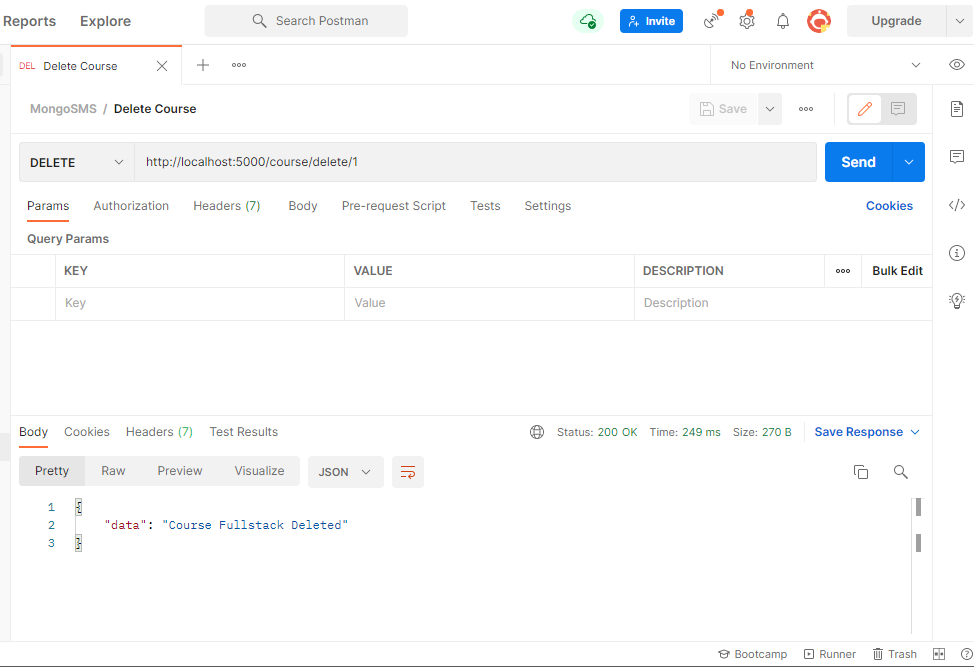 Reports Explore Search Postman Invite Upgrade
DEL Delete Course No Environment
MongoSMS / Delete Course Save
DELETE http://localhost:5000/course/delete/1 Send
Params Authorization Headers (7) Body Pre-request Script Tests Settings Cookies
Query Params
KEY VALUE DESCRIPTION Bulk Edit
Key Value Description
Body Cookies Headers (7) Test Results Status: 200 OK Time: 249 ms Size: 270 B Save Response
Pretty Raw Preview Visualize JSON
1 {
2 "data": "Course Fullstack Deleted"
3 }
Bootcamp Runner Trash